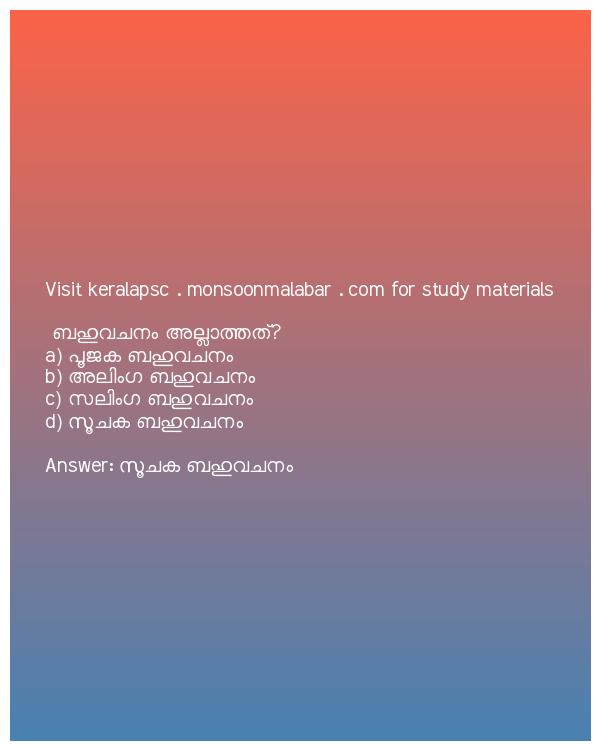 Visit keralapsc . monsoonmalabar . com for study materials
ബഹുവചനം അല്ലാത്തത്?
a) പൂജക ബഹുവചനം
b) അലിംഗ ബഹുവചനം
c) സലിംഗ ബഹുവചനം
d) സൂചക ബഹുവചനം
Answer: സൂചക ബഹുവചനം